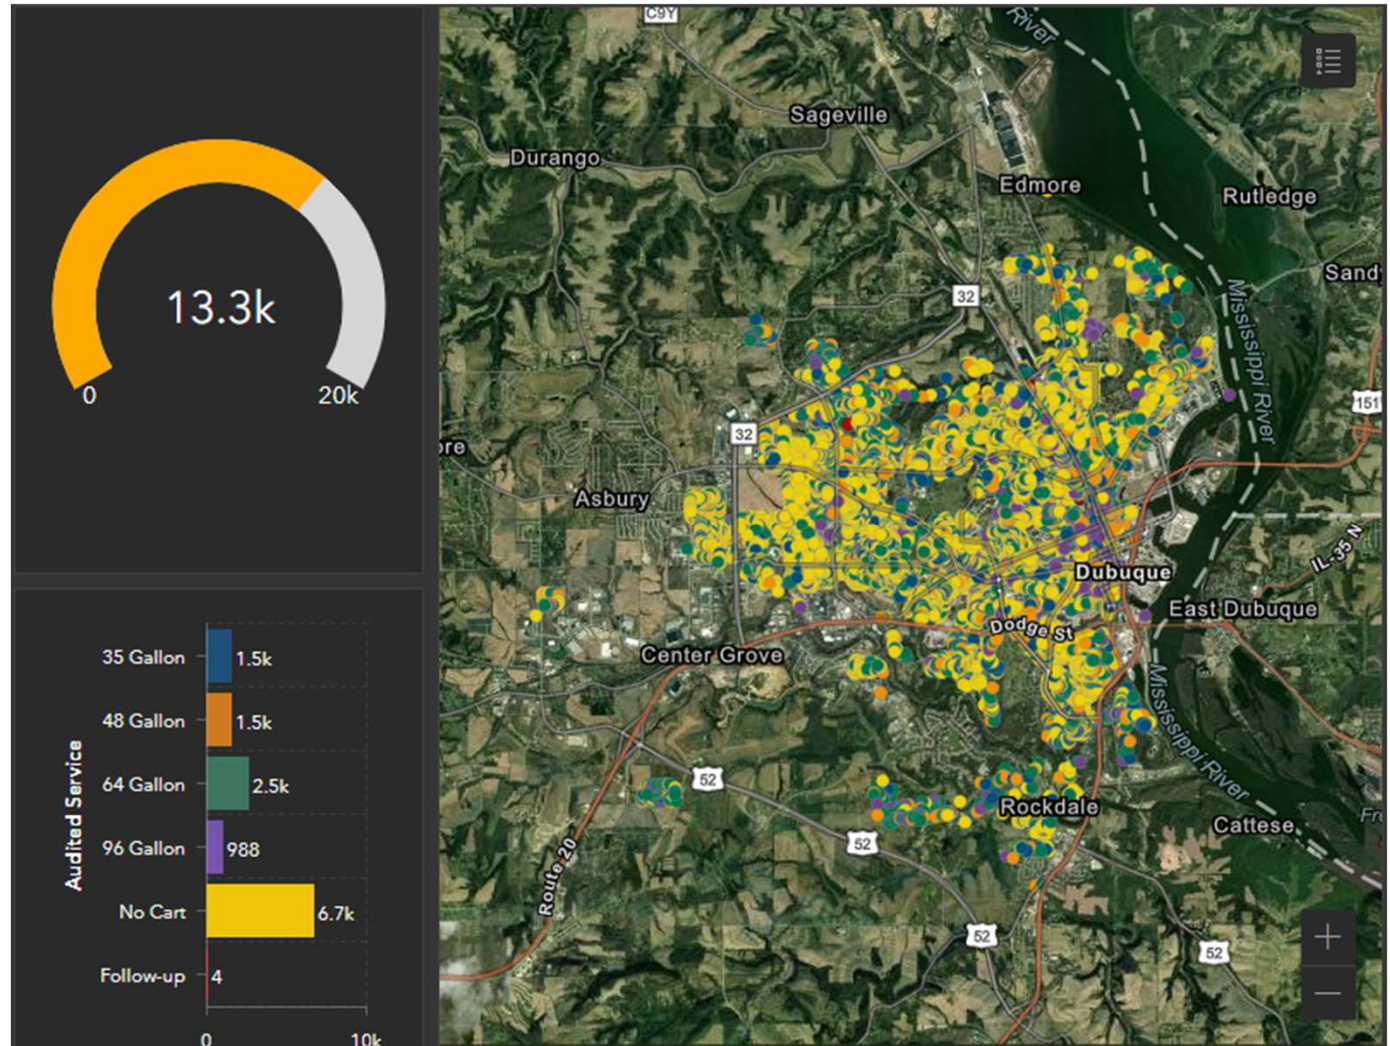 13.3k
0
20k
Audited Service
35 Gallon
1.5k
48 Gallon
1.5k
64 Gallon
2.5k
96 Gallon
988
No Cart
6.7k
Follow-up
4
0
10k
C9Y
River
Sageville
Durango
Edmore
Rutledge
Sand
32
Mississippi River
151
32
ore
Asbury
IL-35 N
Dubuque
East Dubuque
Dodge St
Center Grove
Mississippi River
52
Rockdale
Cattese
Fre
52
Route 20
52
52